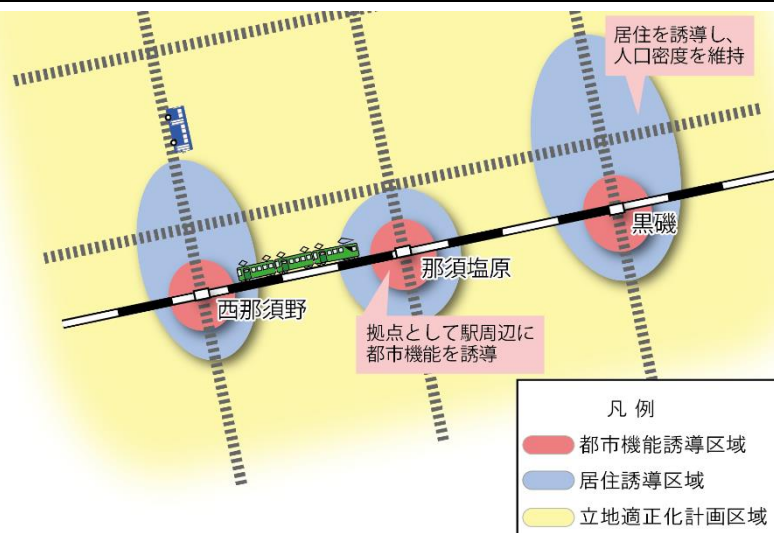 居住を誘導し、
人口密度を維持
黒磯
那須塩原
西那須野
拠点として駅周辺に
都市機能を誘導
凡 例
都市機能誘導区域
居住誘導区域
立地適正化計画区域